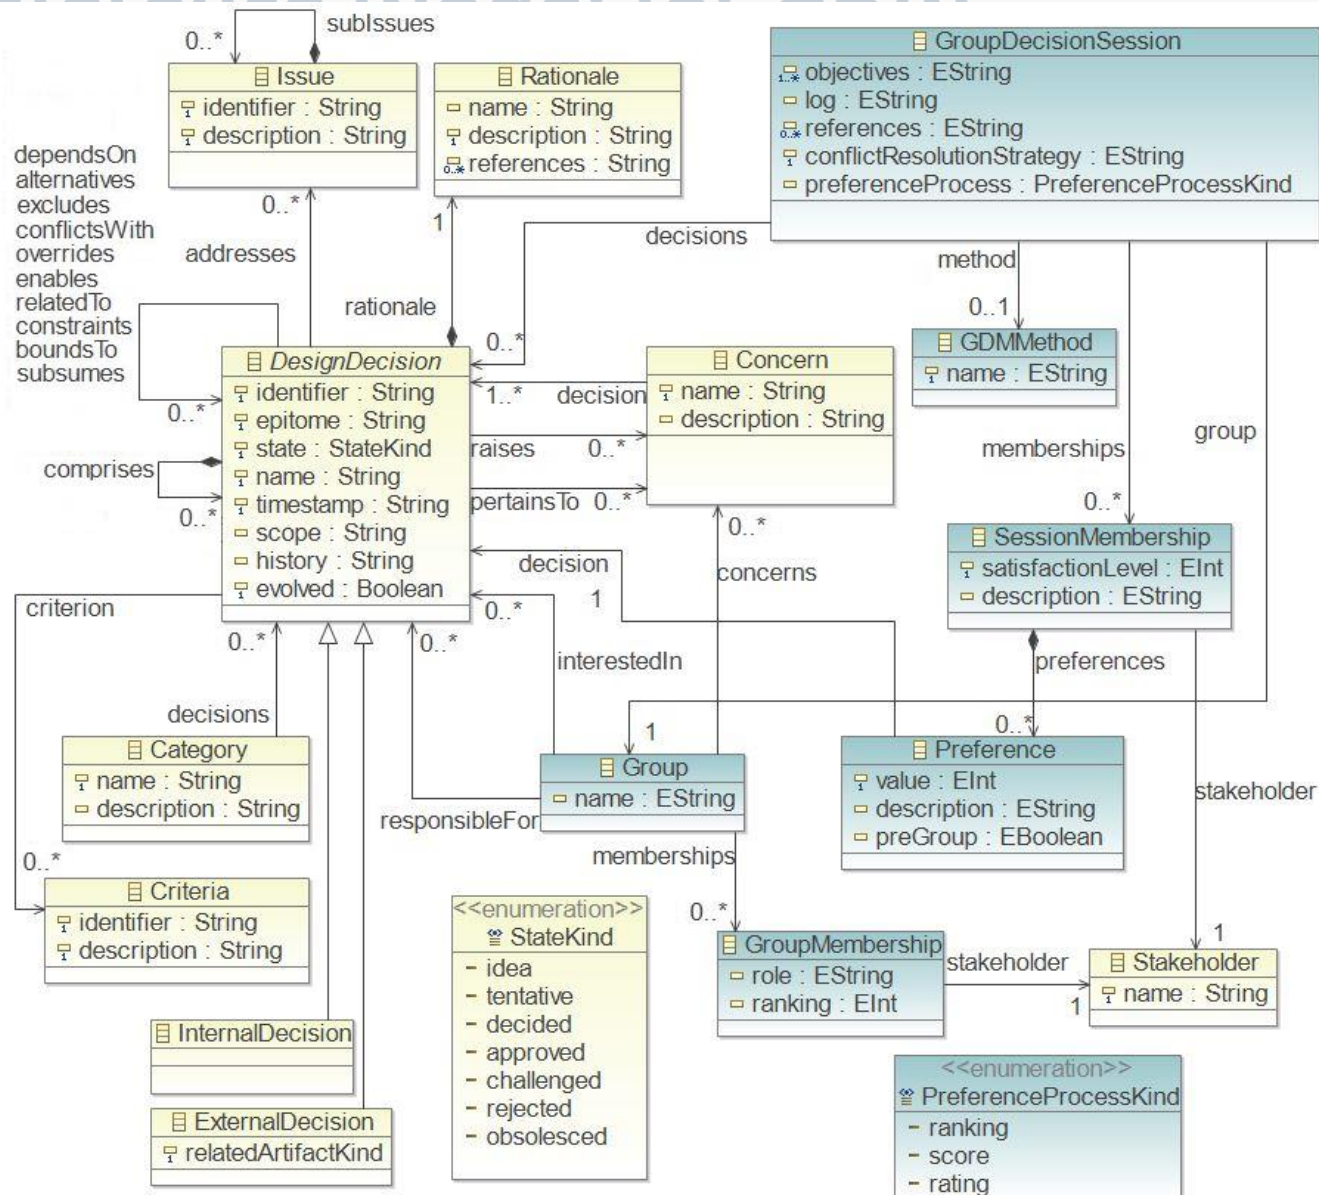 subIssues
0..*
Issue
identifier : String
description : String
Rationale
name : String
description : String
0..* references : String
GroupDecisionSession
1..* objectives : EString
log : EString
0..* references : EString
conflictResolutionStrategy : EString
preferenceProcess : PreferenceProcessKind
dependsOn
alternatives
excludes
conflictsWith
overrides
enables
relatedTo
constraints
boundsTo
subsumes
0..*
addresses
1
rationale
decisions
0..*
method
0..1
GDMMethod
name : EString
memberships
0..*
group
DesignDecision
identifier : String
epitome : String
state : StateKind
name : String
timestamp : String
scope : String
history : String
evolved : Boolean
0..*
comprises
0..*
1..*
decision
raises
0..*
pertainsTo 0..*
Concern
name : String
description : String
0..*
concerns
SessionMembership
satisfactionLevel : EInt
description : EString
decision
1
0..*
interestedIn
preferences
0..*
criterion
0..*
0..*
decisions
Category
name : String
description : String
1
Group
name : EString
responsibleFor
memberships
0..*
Preference
value : EInt
description : EString
preGroup : EBoolean
stakeholder
1
0..*
Criteria
identifier : String
description : String
<<enumeration>>
StateKind
idea
tentative
decided
approved
challenged
rejected
obsolesced
GroupMembership
role : EString
ranking : EInt
stakeholder
1
Stakeholder
name : String
InternalDecision
ExternalDecision
relatedArtifactKind
<<enumeration>>
PreferenceProcessKind
ranking
score
rating